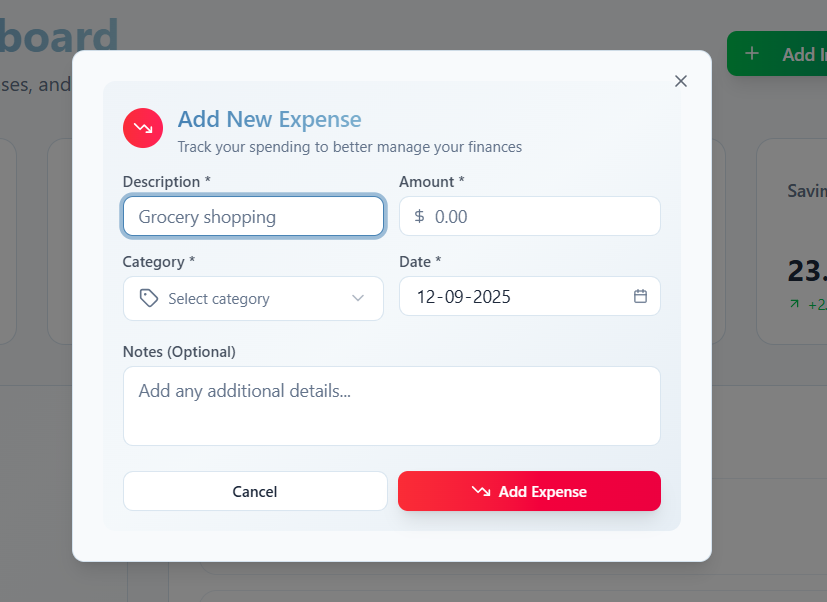 board
ses, and
Add I
Add New Expense
Track your spending to better manage your finances
Description *
Amount *
Grocery shopping
$ 0.00
Category *
Date *
Select category
12-09-2025
Notes (Optional)
Add any additional details...
Cancel
Add Expense
Savin
23.
+2